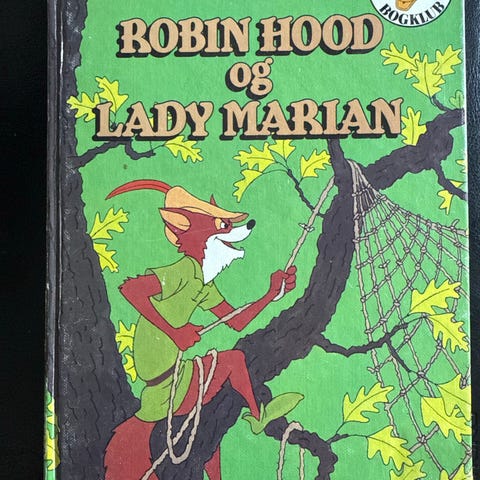 ROBIN HOOD
og
LADY MARIAN
BOGKLUB